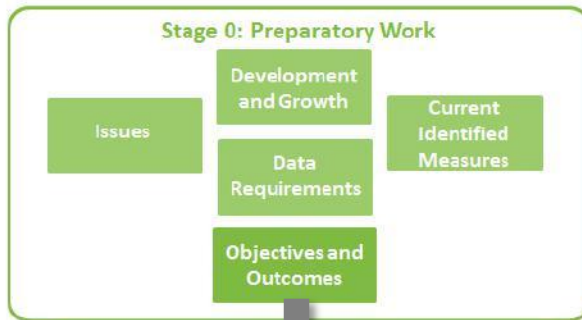 Stage 0: Preparatory Work
Development
and Growth
Issues
Current
Identified
Measures
Data
Requirements
Objectives and
Outcomes